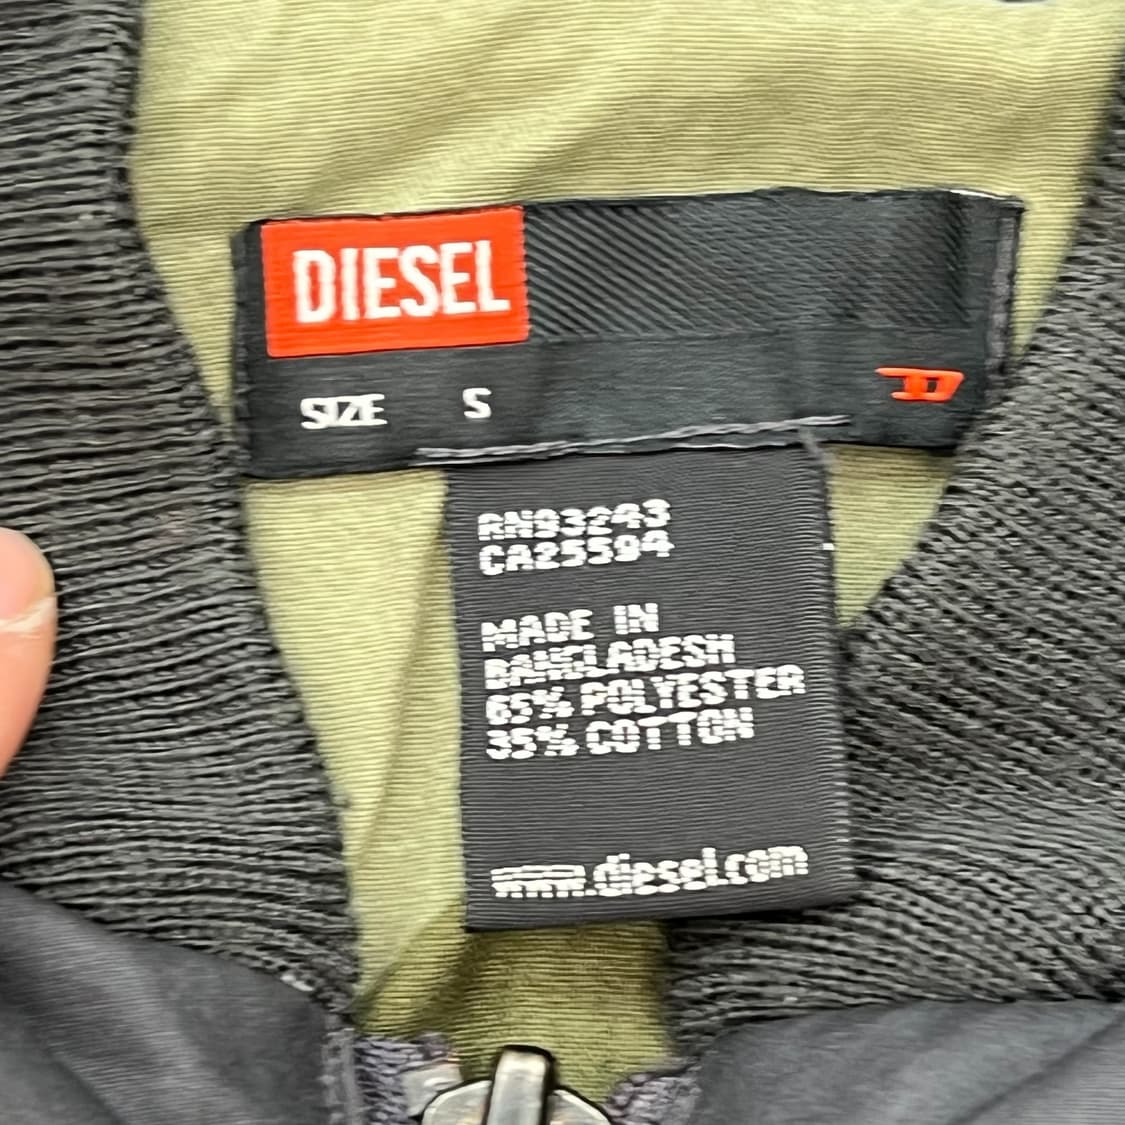 DIESEL
SIZE S
D
RN93243
CA25594
MADE IN
BANGLADESH
65% POLYESTER
35% COTTON
www.diesel.com